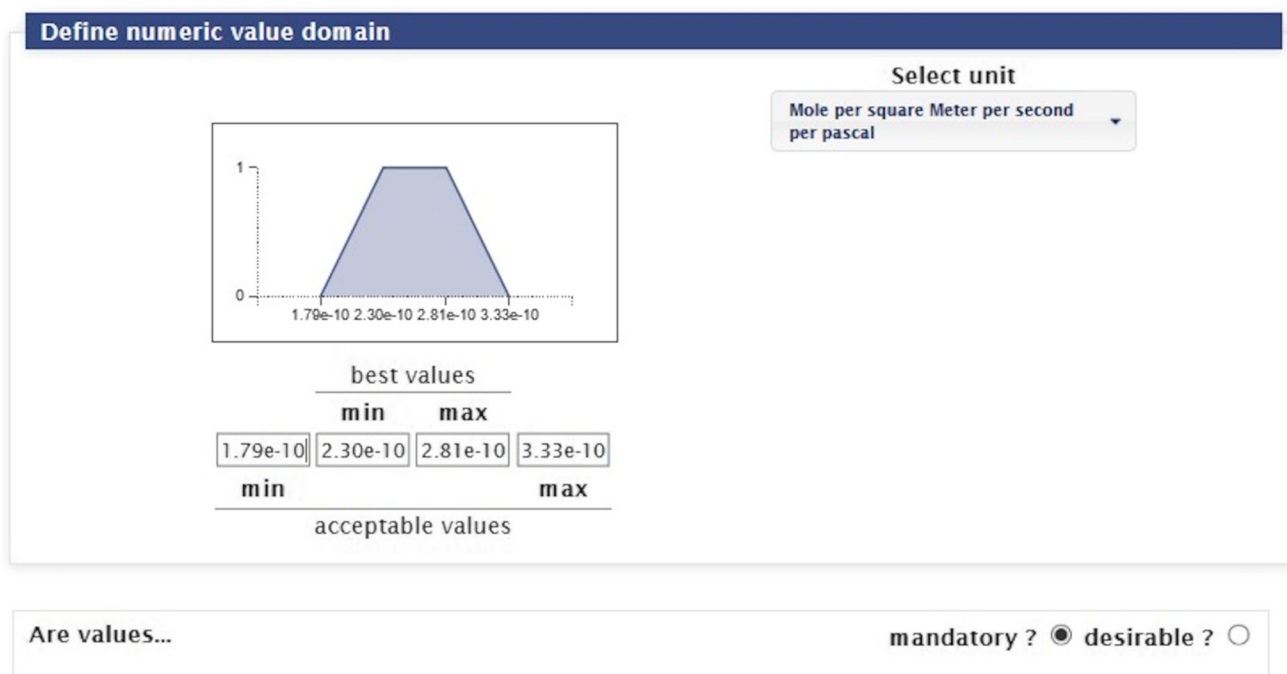 Define numeric value domain
Select unit
Mole per square Meter per second
per pascal
1
0
1.79e-10 2.30e-10 2.81e-10 3.33e-10
best values
min max
1.79e-10 2.30e-10 2.81e-10 3.33e-10
min max
acceptable values
Are values... mandatory ? desirable ?